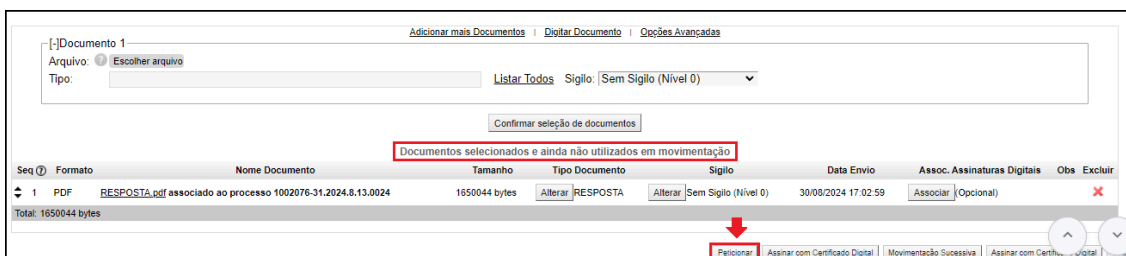 Adicionar mais Documentos | Digitar Documento | Opções Avançadas
[-]Documento 1
Arquivo: ? Escolher arquivo
Tipo: Listar Todos Sigilo: Sem Sigilo (Nível 0)
Confirmar seleção de documentos
Documentos selecionados e ainda não utilizados em movimentação
Seq ? Formato Nome Documento Tamanho Tipo Documento Sigilo Data Envio Assoc. Assinaturas Digitais Obs Excluir
1 PDF RESPOSTA.pdf associado ao processo 1002076-31.2024.8.13.0024 1650044 bytes Alterar RESPOSTA Alterar Sem Sigilo (Nível 0) 30/08/2024 17:02:59 Associar (Opcional)
Total: 1650044 bytes
Peticionar Assinar com Certificado Digital Movimentação Sucessiva Assinar com Digital